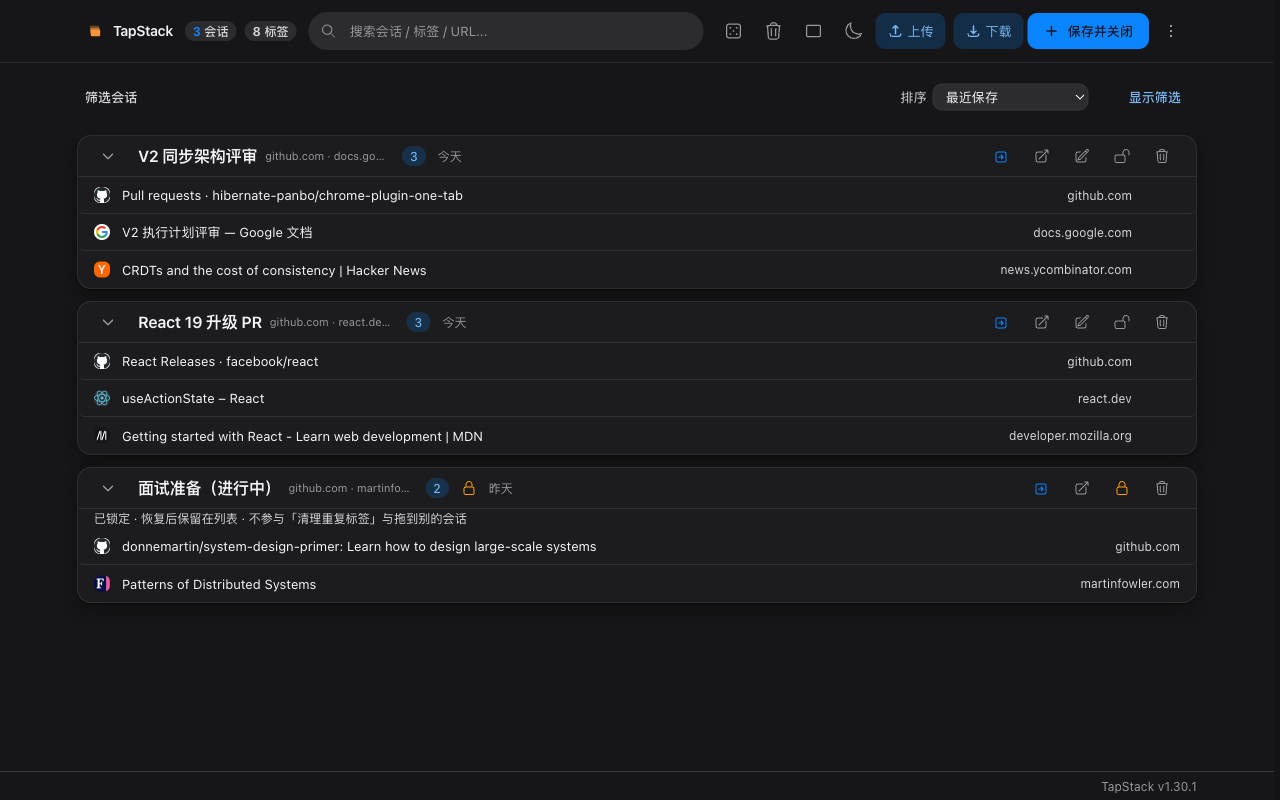 TapStack 3 会话 8 标签 搜索会话 / 标签 / URL... 上传 下载 保存并关闭
筛选会话 排序 最近保存 显示筛选
V2 同步架构评审 github.com · docs.go... 3 今天
Pull requests · hibernate-panbo/chrome-plugin-one-tab github.com
V2 执行计划评审 — Google 文档 docs.google.com
CRDTs and the cost of consistency | Hacker News news.ycombinator.com
React 19 升级 PR github.com · react.de... 3 今天
React Releases · facebook/react github.com
useActionState – React react.dev
Getting started with React - Learn web development | MDN developer.mozilla.org
面试准备（进行中） github.com · martinfo... 2 昨天
已锁定 · 恢复后保留在列表 · 不参与「清理重复标签」与拖到别的会话
donnemartin/system-design-primer: Learn how to design large-scale systems github.com
Patterns of Distributed Systems martinfowler.com
TapStack v1.30.1